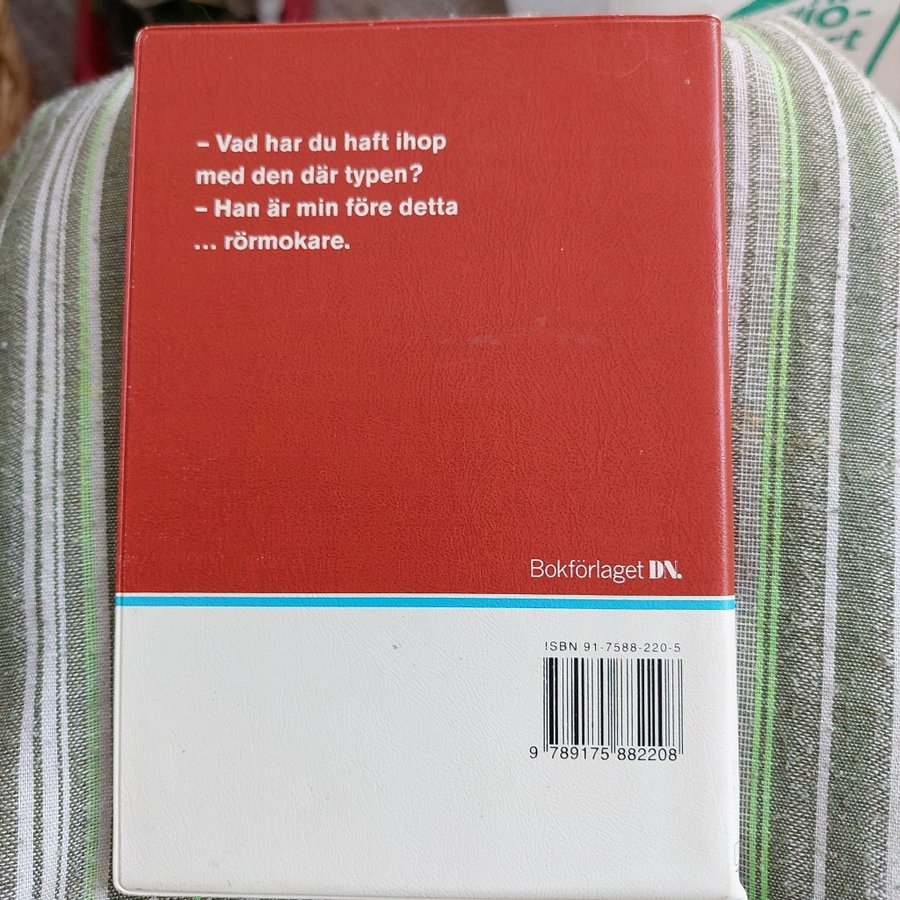 – Vad har du haft ihop
med den där typen?
– Han är min före detta
... rörmokare.
Bokförlaget DN.
ISBN 91-7588-220-5
9 789175 882208